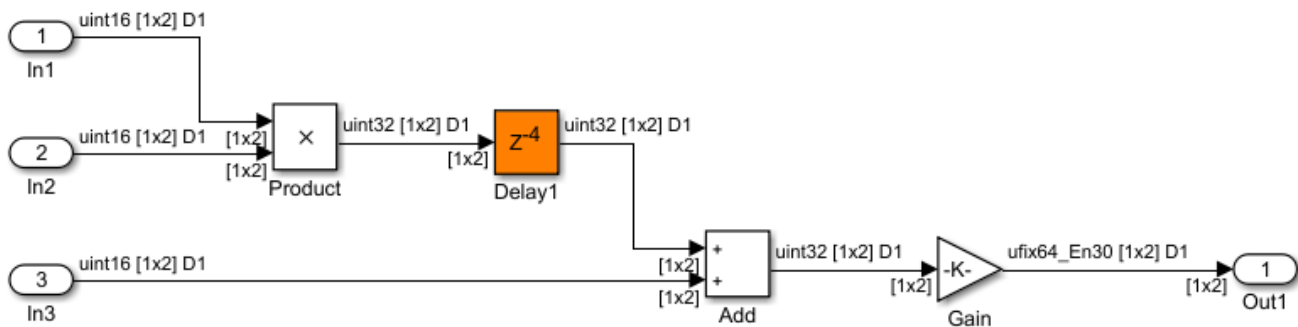 1
uint16 [1x2] D1
In1
2
uint16 [1x2] D1
In2
[1x2]
[1x2]
×
Product
uint32 [1x2] D1
[1x2]
Z-4
Delay1
uint32 [1x2] D1
3
uint16 [1x2] D1
In3
[1x2]
[1x2]
+
+
Add
uint32 [1x2] D1
[1x2]
-K-
Gain
ufix64_En30 [1x2] D1
[1x2]
1
Out1